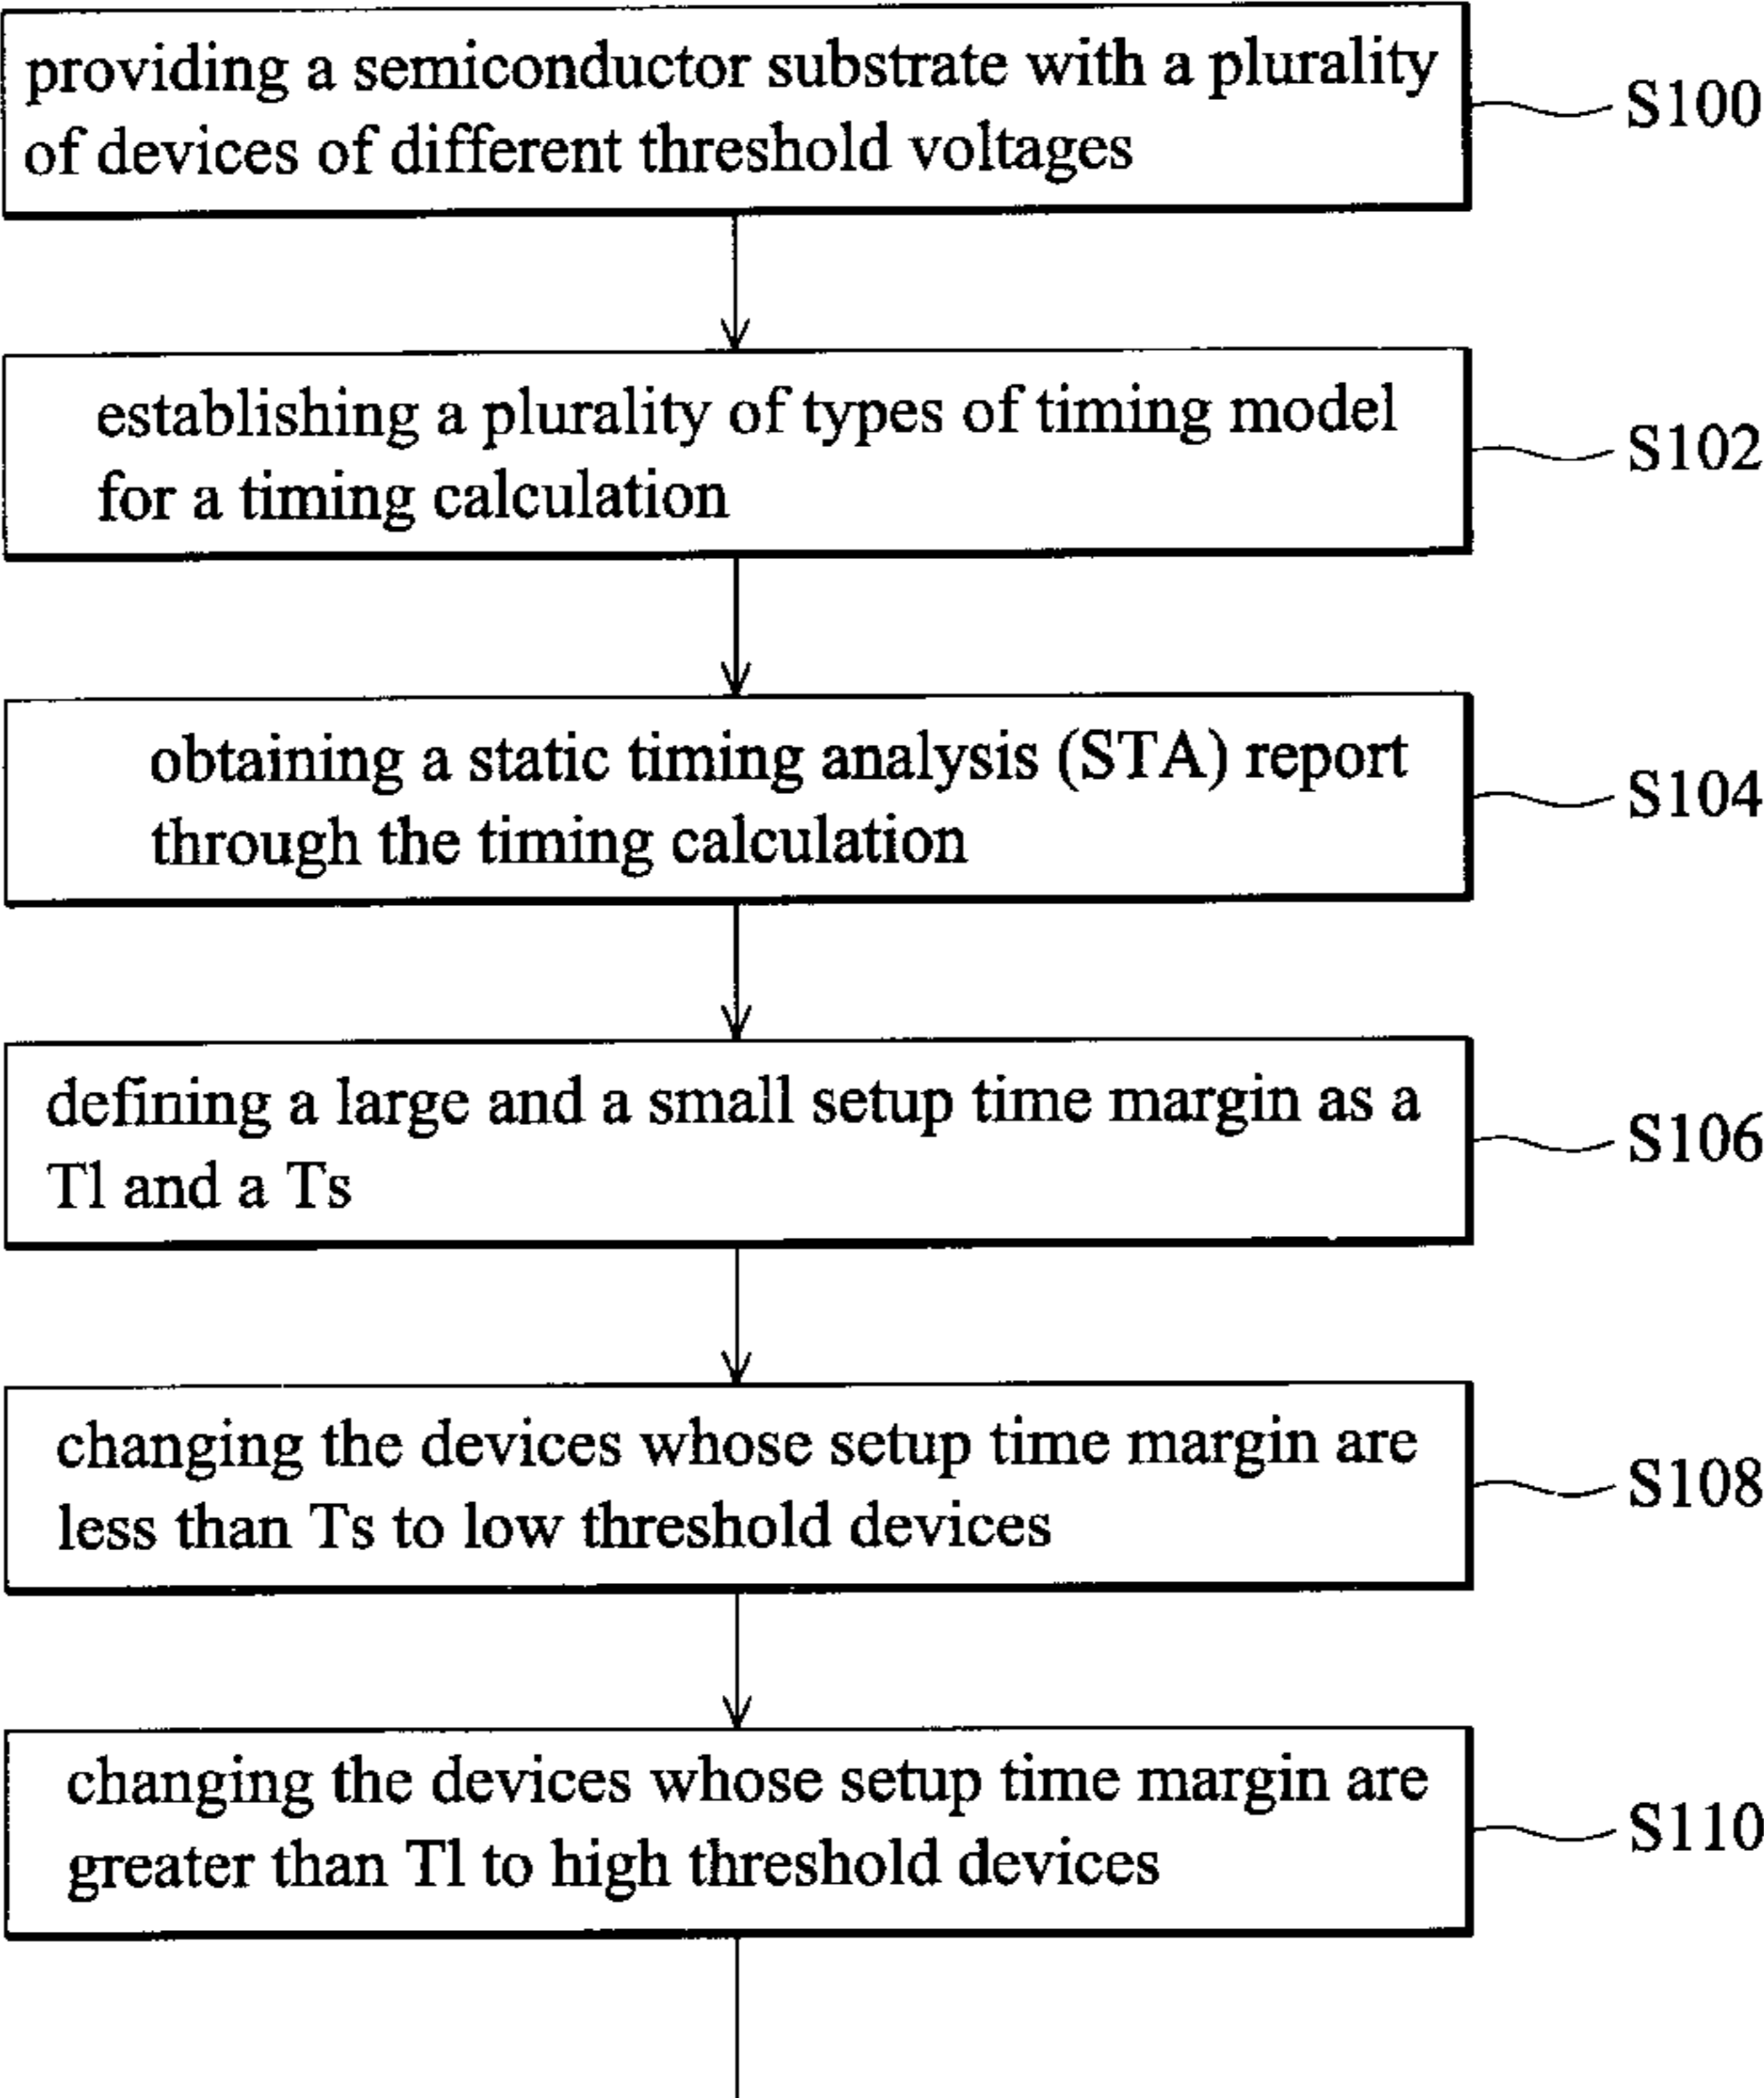 providing a semiconductor substrate with a plurality
of devices of different threshold voltages
S100
establishing a plurality of types of timing model
for a timing calculation
S102
obtaining a static timing analysis (STA) report
through the timing calculation
S104
defining a large and a small setup time margin as a
Tl and a Ts
S106
changing the devices whose setup time margin are
less than Ts to low threshold devices
S108
changing the devices whose setup time margin are
greater than Tl to high threshold devices
S110